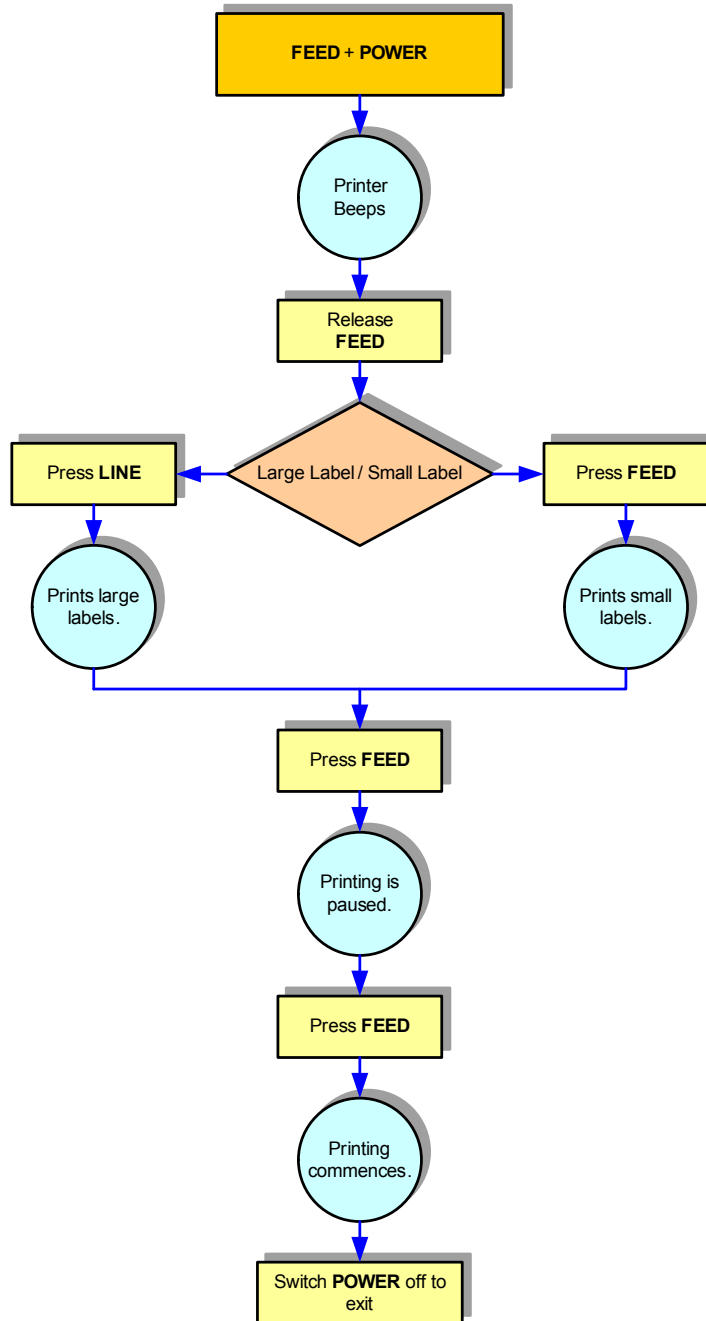 FEED + POWER
Printer
Beeps
Release
FEED
Large Label / Small Label
Press LINE
Press FEED
Prints large
labels.
Prints small
labels.
Press FEED
Printing is
paused.
Press FEED
Printing
commences.
Switch POWER off to
exit